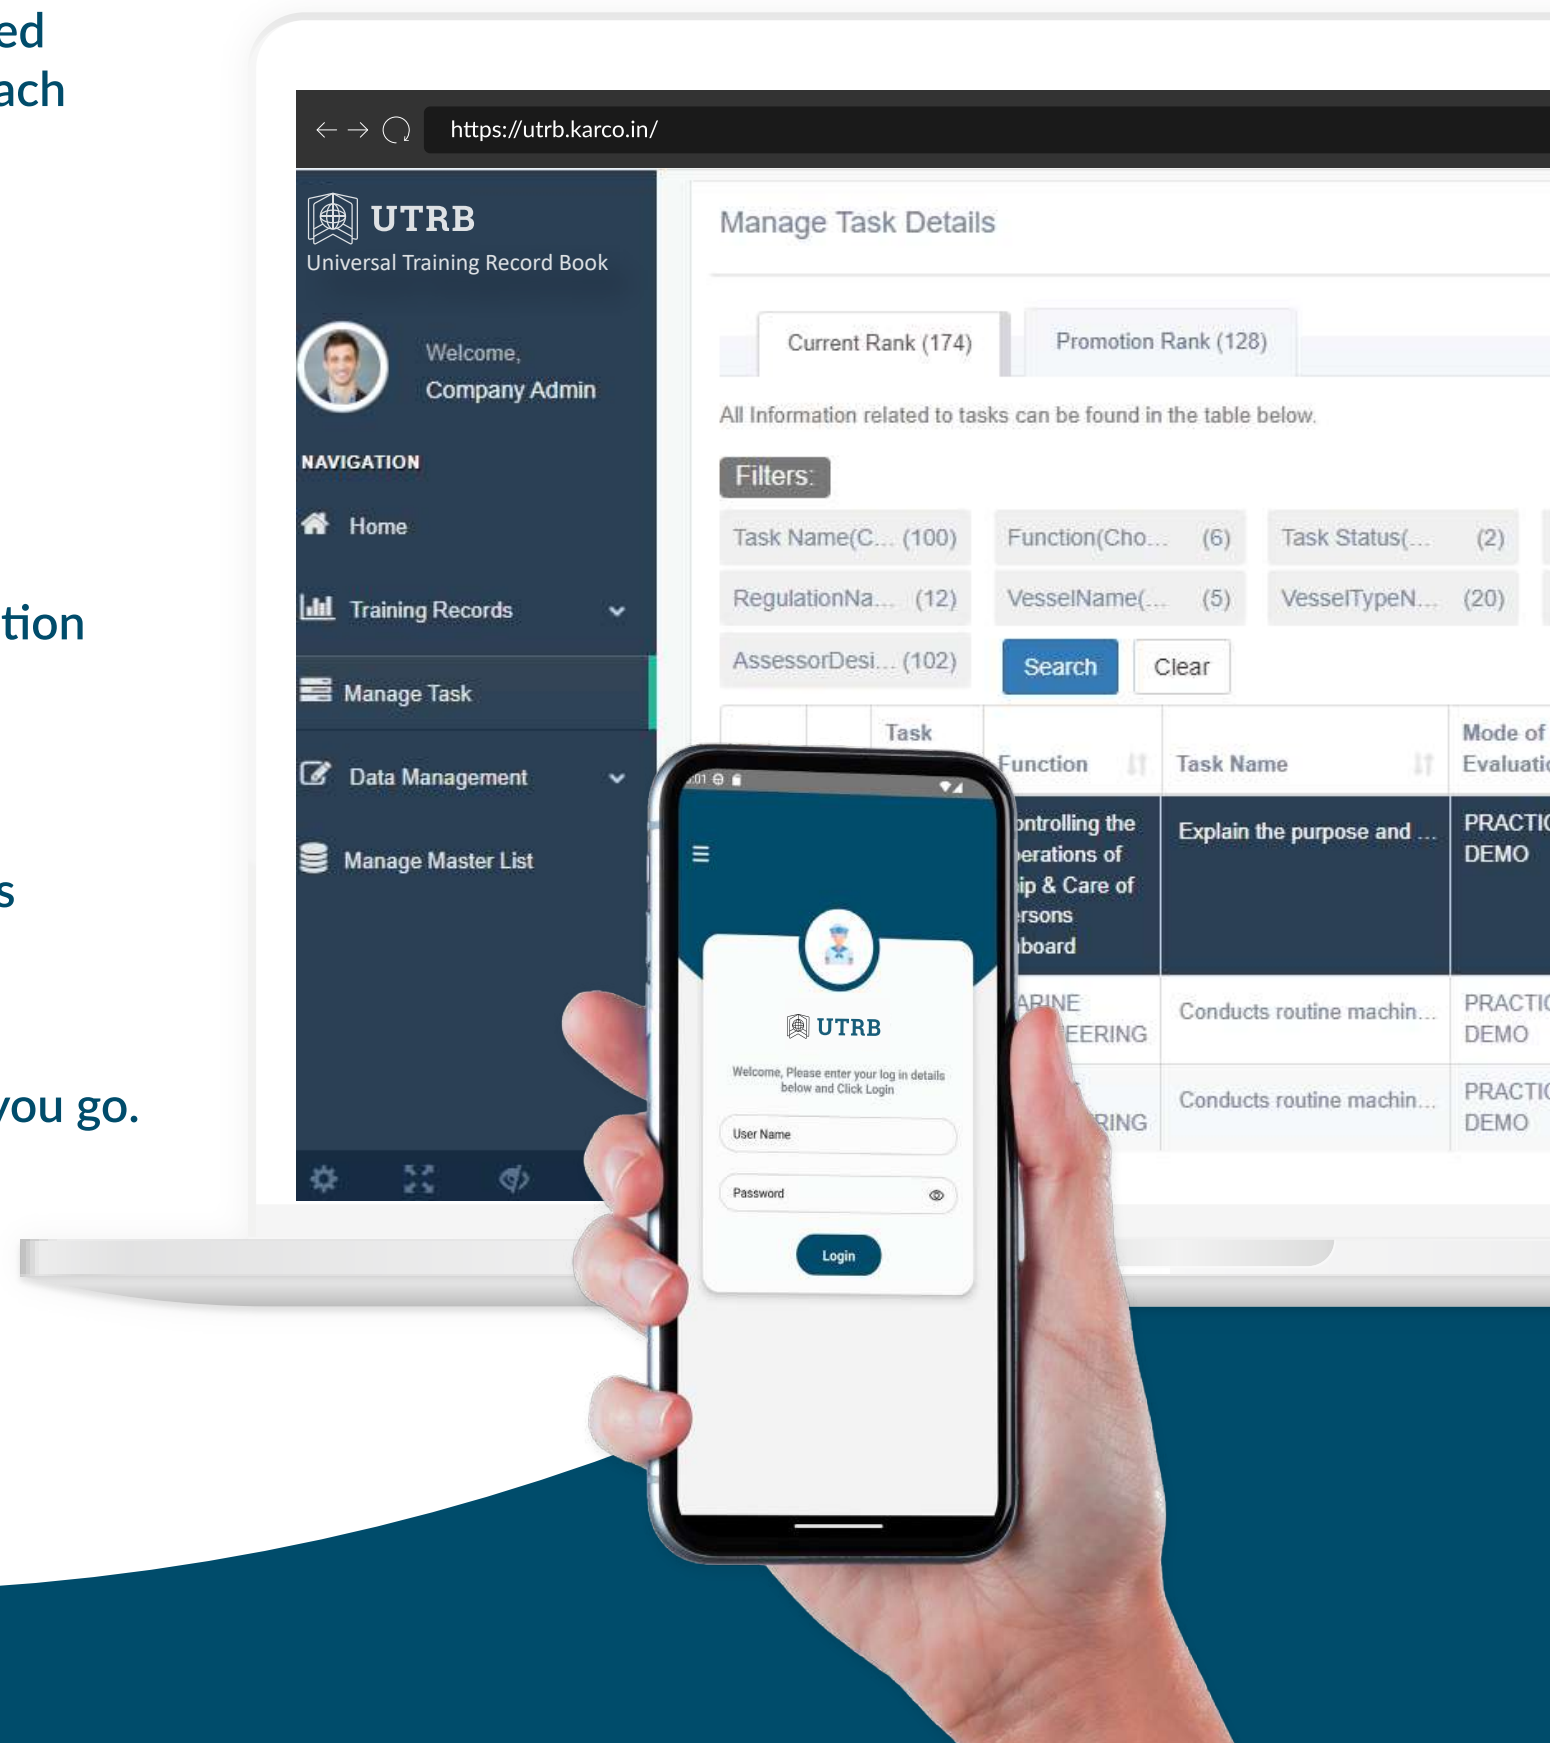 https://utrb.karco.in/
UTRB
Universal Training Record Book
Welcome,
Company Admin
NAVIGATION
Home
Training Records
Manage Task
Data Management
Manage Master List
Manage Task Details
Current Rank (174)
Promotion Rank (128)
All Information related to tasks can be found in the table below.
Filters:
Task Name(C... (100)
Function(Cho... (6)
Task Status(... (2)
RegulationNa... (12)
VesselName(... (5)
VesselTypeN... (20)
AssessorDesi... (102)
Search
Clear
Task
Function
Task Name
Mode of
Evaluatio
ontrolling the
erations of
ip & Care of
ersons
board
Explain the purpose and ...
PRACTIC
DEMO
ARINE
EERING
Conducts routine machin...
PRACTIC
DEMO
RING
Conducts routine machin...
PRACTIC
DEMO
:01
UTRB
Welcome, Please enter your log in details
below and Click Login
User Name
Password
Login
ed
ach
tion
s
you go.